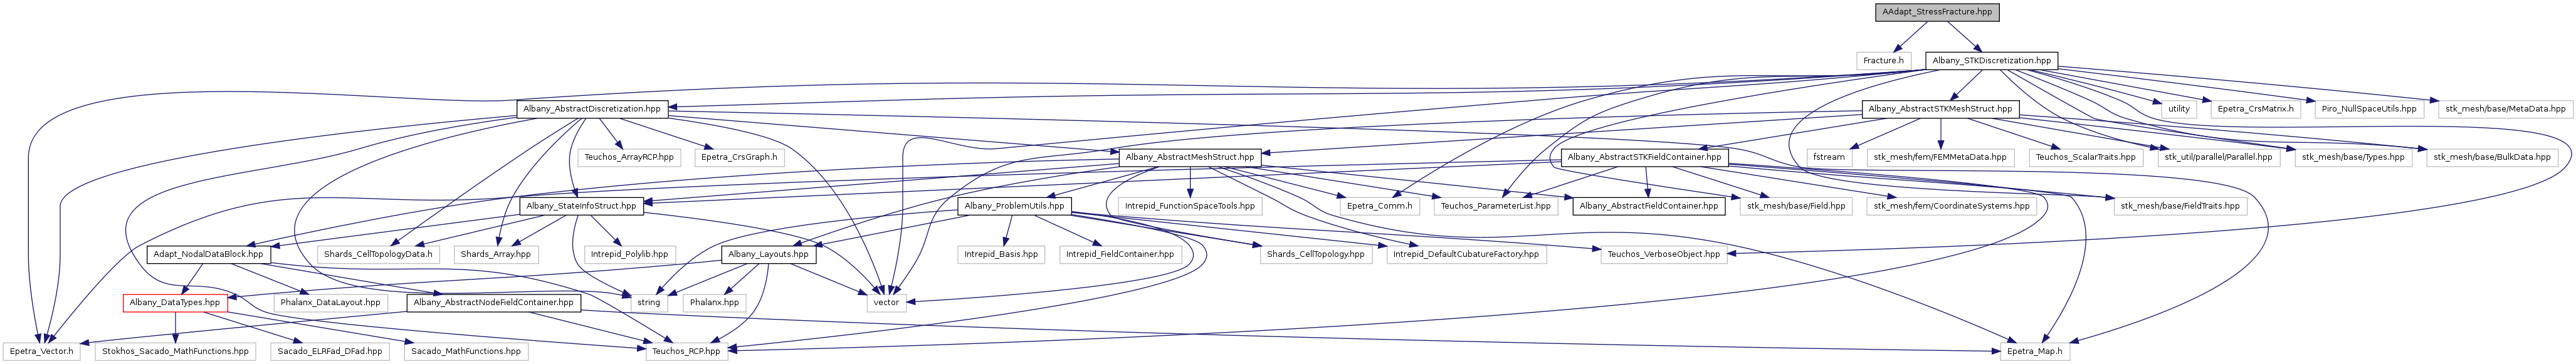 AAdapt_StressFracture.hpp
Fracture.h
Albany_STKDiscretization.hpp
Albany_AbstractDiscretization.hpp
Albany_AbstractSTKMeshStruct.hpp
utility
Epetra_CrsMatrix.h
Piro_NullSpaceUtils.hpp
stk_mesh/base/MetaData.hpp
Teuchos_ArrayRCP.hpp
Epetra_CrsGraph.h
Albany_AbstractMeshStruct.hpp
Albany_AbstractSTKFieldContainer.hpp
fstream
stk_mesh/fem/FEMMetaData.hpp
Teuchos_ScalarTraits.hpp
stk_util/parallel/Parallel.hpp
stk_mesh/base/Types.hpp
stk_mesh/base/BulkData.hpp
Albany_StateInfoStruct.hpp
Albany_ProblemUtils.hpp
Intrepid_FunctionSpaceTools.hpp
Epetra_Comm.h
Teuchos_ParameterList.hpp
Albany_AbstractFieldContainer.hpp
stk_mesh/base/Field.hpp
stk_mesh/fem/CoordinateSystems.hpp
stk_mesh/base/FieldTraits.hpp
Adapt_NodalDataBlock.hpp
Shards_CellTopologyData.h
Shards_Array.hpp
Intrepid_Polylib.hpp
Albany_Layouts.hpp
Intrepid_Basis.hpp
Intrepid_FieldContainer.hpp
Shards_CellTopology.hpp
Intrepid_DefaultCubatureFactory.hpp
Teuchos_VerboseObject.hpp
Albany_DataTypes.hpp
Phalanx_DataLayout.hpp
Albany_AbstractNodeFieldContainer.hpp
string
Phalanx.hpp
vector
Epetra_Vector.h
Stokhos_Sacado_MathFunctions.hpp
Sacado_ELRFad_DFad.hpp
Sacado_MathFunctions.hpp
Teuchos_RCP.hpp
Epetra_Map.h